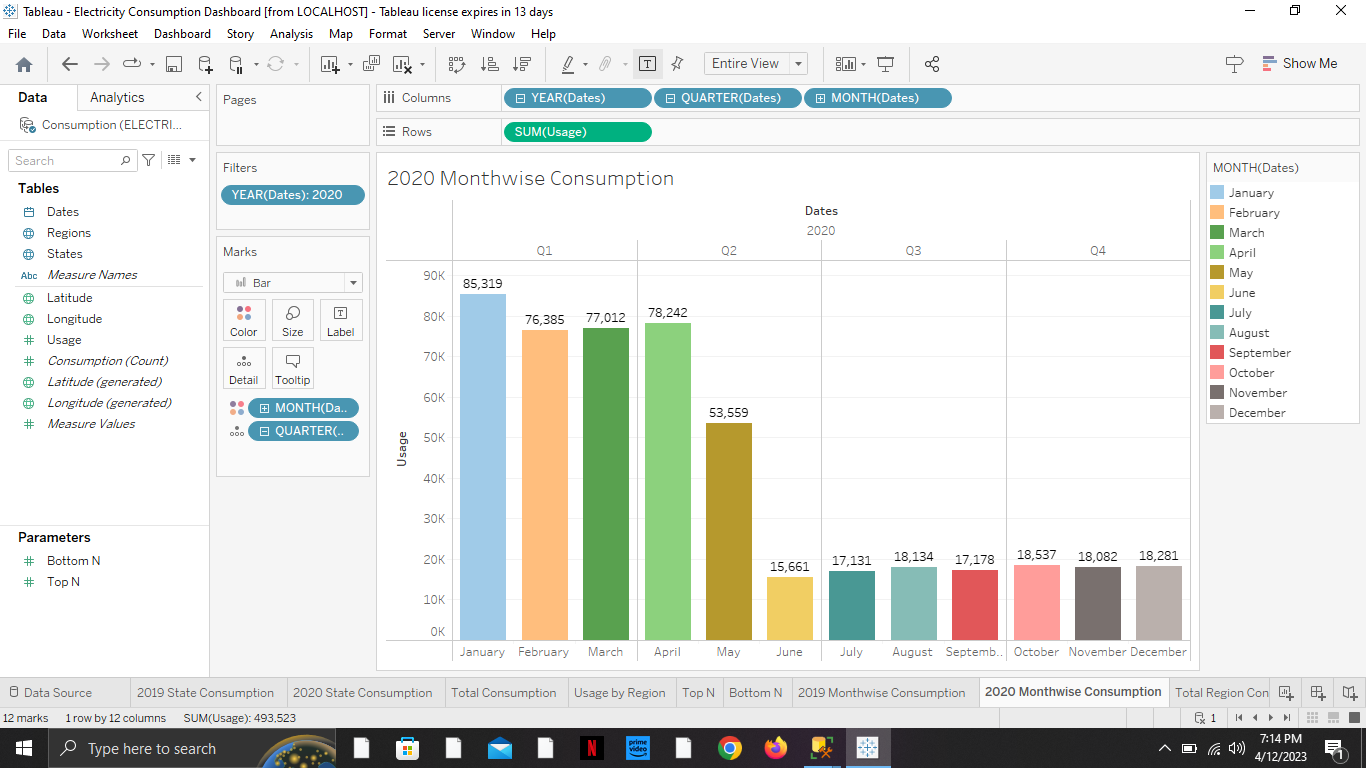 Tableau - Electricity Consumption Dashboard [from LOCALHOST] - Tableau license expires in 13 days
File Data Worksheet Dashboard Story Analysis Map Format Server Window Help
Entire View
Show Me
Data Analytics
Consumption (ELECTRI...
Search
Tables
Dates
Regions
States
Abc Measure Names
Latitude
Longitude
Usage
Consumption (Count)
Latitude (generated)
Longitude (generated)
Measure Values
Parameters
Bottom N
Top N
Pages
Filters
YEAR(Dates): 2020
Marks
Bar
Color Size Label
Detail Tooltip
MONTH(Da..
QUARTER(..
Columns YEAR(Dates) QUARTER(Dates) MONTH(Dates)
Rows SUM(Usage)
2020 Monthwise Consumption
Dates
2020
Q1 Q2 Q3 Q4
Usage
90K
80K
70K
60K
50K
40K
30K
20K
10K
0K
85,319 76,385 77,012 78,242 53,559 15,661 17,131 18,134 17,178 18,537 18,082 18,281
January February March April May June July August Septemb.. October November December
MONTH(Dates)
January
February
March
April
May
June
July
August
September
October
November
December
Data Source 2019 State Consumption 2020 State Consumption Total Consumption Usage by Region Top N Bottom N 2019 Monthwise Consumption 2020 Monthwise Consumption Total Region Con
12 marks 1 row by 12 columns SUM(Usage): 493,523 1
Type here to search
N
prime video
7:14 PM
4/12/2023
1